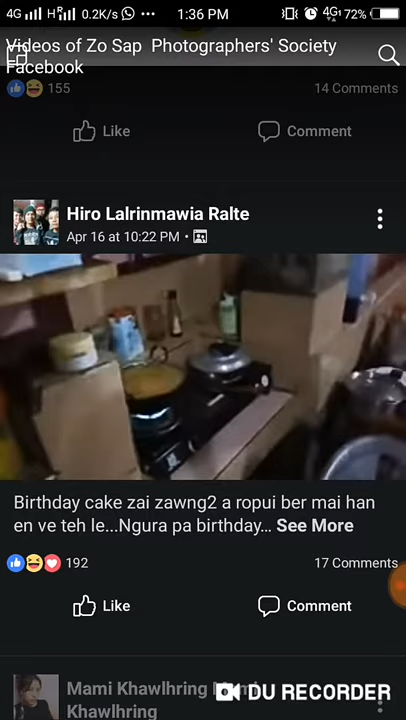 4G HR 0.2K/s ... 1:36 PM 4G1 72%
Videos of Zo Sap Photographers' Society
Facebook
155 14 Comments
Like Comment
Hiro Lalrinmawia Ralte
Apr 16 at 10:22 PM •
Birthday cake zai zawng2 a ropui ber mai han
en ve teh le...Ngura pa birthday... See More
192 17 Comments
Like Comment
Mami Khawlhring
Khawlhring
DU RECORDER